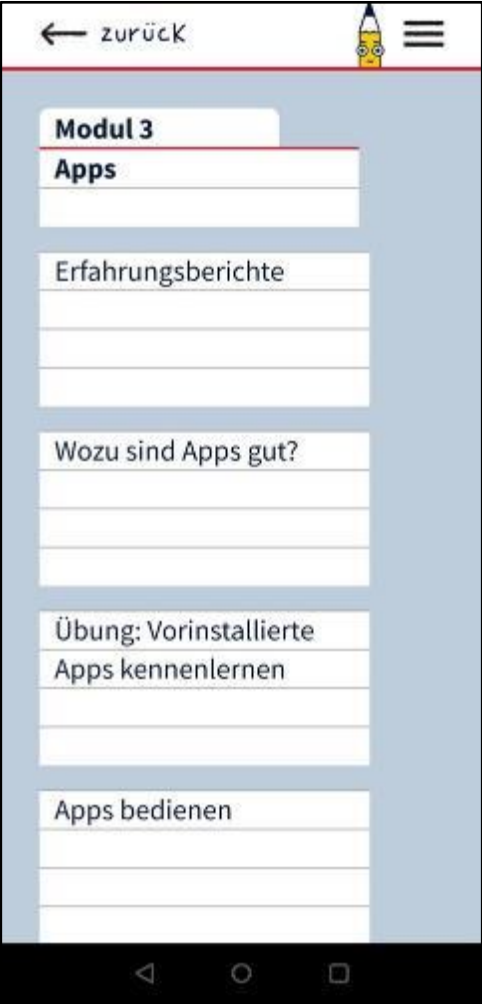 zurück
Modul 3
Apps
Erfahrungsberichte
Wozu sind Apps gut?
Übung: Vorinstallierte
Apps kennenlernen
Apps bedienen